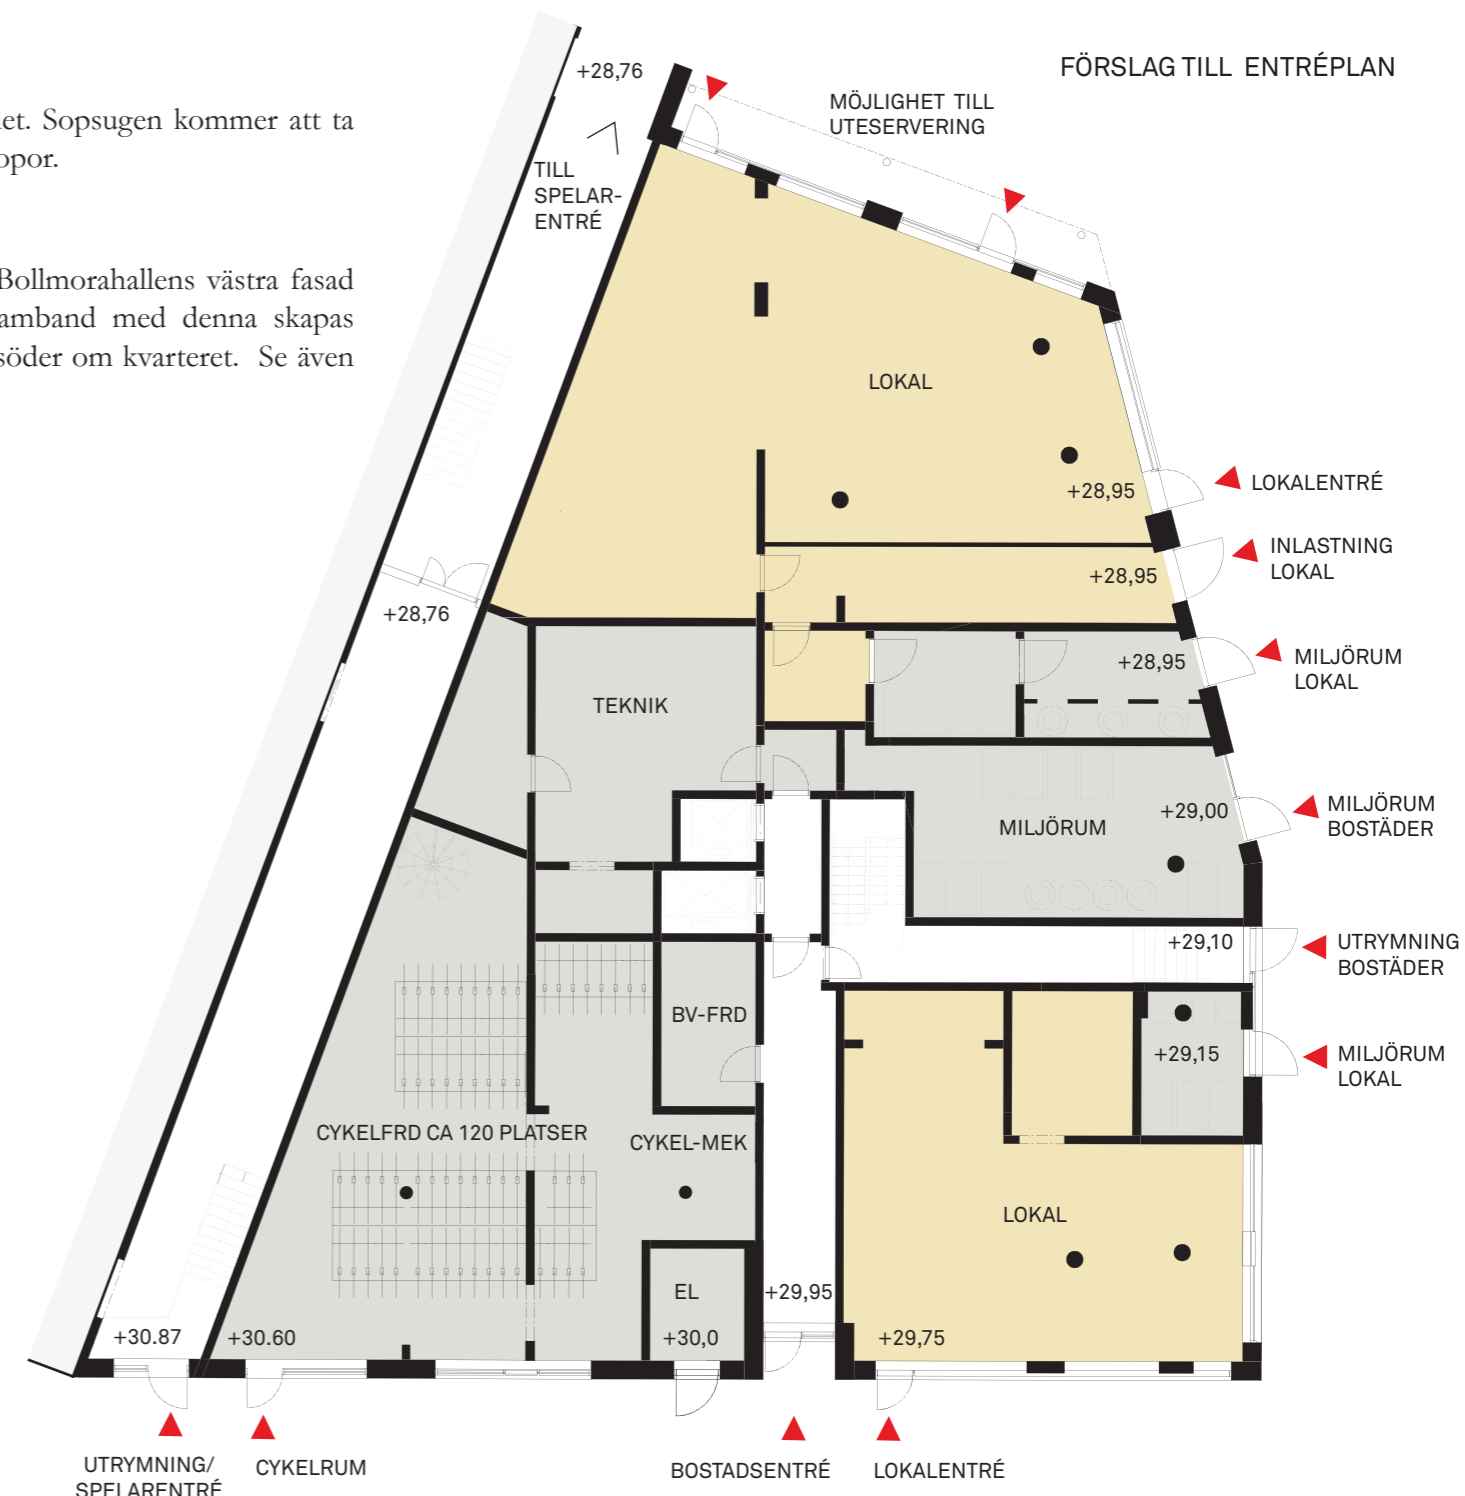 FÖRSLAG TILL ENTRÉPLAN
let. Sopsugen kommer att ta
opor.
Bollmorahallens västra fasad
amband med denna skapas
söder om kvarteret. Se även
+28,76
MÖJLIGHET TILL
UTESERVERING
TILL
SPELAR-
ENTRÉ
LOKAL
+28,95
LOKALENTRÉ
INLASTNING
LOKAL
+28,95
+28,76
+28,95
MILJÖRUM
LOKAL
TEKNIK
+29,00
MILJÖRUM
BOSTÄDER
MILJÖRUM
+29,10
UTRYMNING
BOSTÄDER
BV-FRD
+29,15
MILJÖRUM
LOKAL
CYKELFRD CA 120 PLATSER
CYKEL-MEK
LOKAL
EL
+29,95
+30.87
+30.60
+30,0
+29,75
UTRYMNING/
SPELARENTRÉ
CYKELRUM
BOSTADSENTRÉ
LOKALENTRÉ